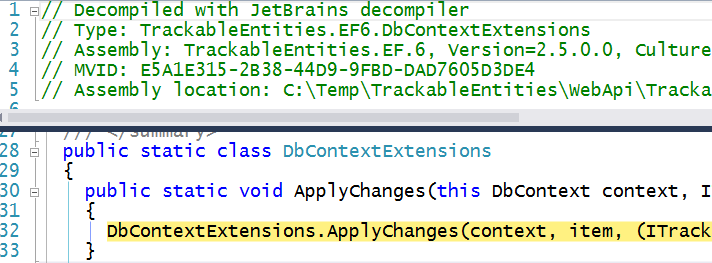 1 // Decompiled with JetBrains decompiler
2 // Type: TrackableEntities.EF6.DbContextExtensions
3 // Assembly: TrackableEntities.EF.6, Version=2.5.0.0, Culture
4 // MVID: E5A1E315-2B38-44D9-9FBD-DAD7605D3DE4
5 // Assembly location: C:\Temp\TrackableEntities\WebApi\Tracka
27 /// </summary>
28 public static class DbContextExtensions
29 {
30 public static void ApplyChanges(this DbContext context, I
31 {
32 DbContextExtensions.ApplyChanges(context, item, (ITrack
33 }